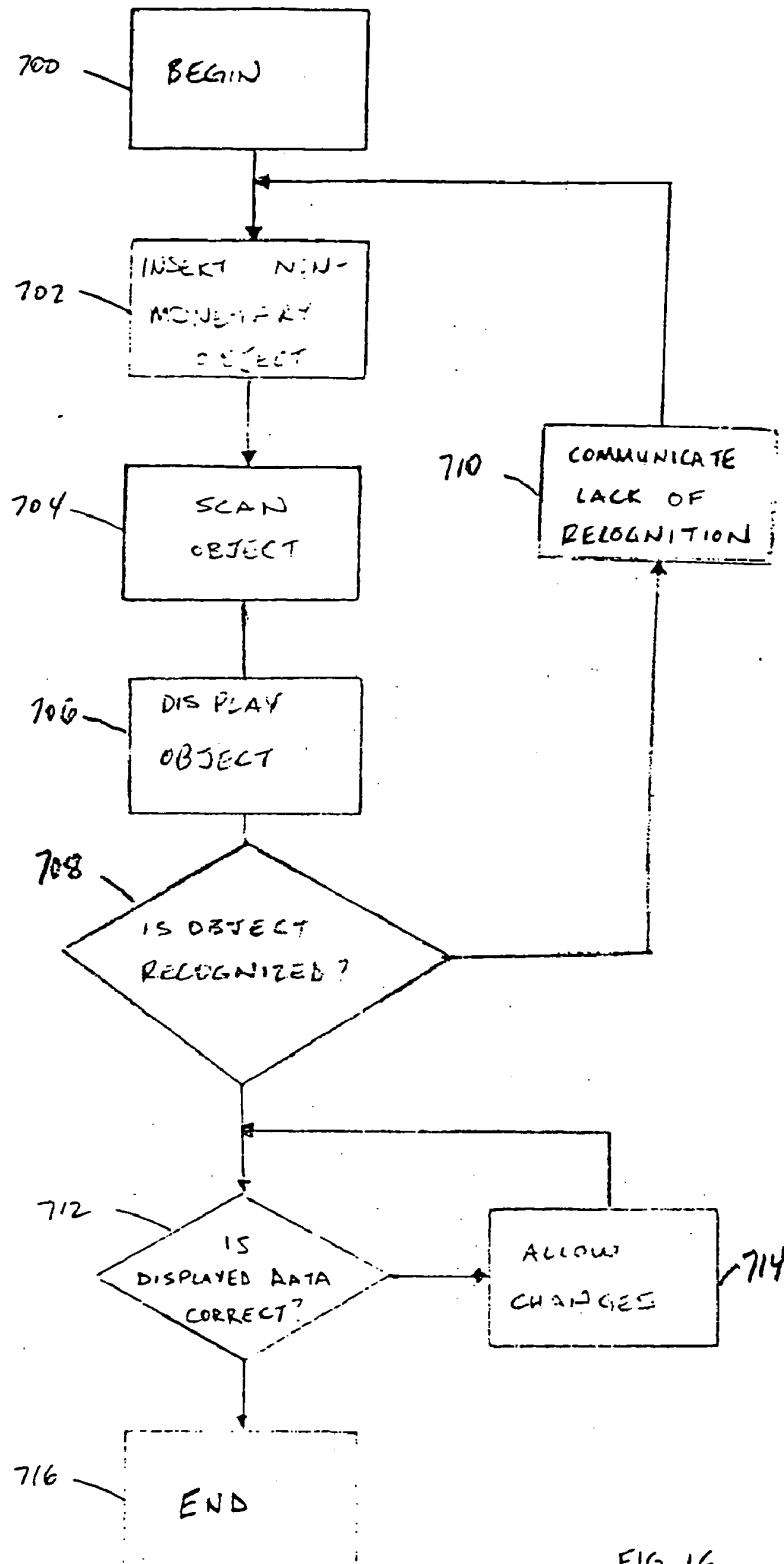 700
BEGIN
702
INSERT NON-
MONETARY
OBJECT
704
SCAN
OBJECT
710
COMMUNICATE
LACK OF
RECOGNITION
706
DISPLAY
OBJECT
708
IS OBJECT
RECOGNIZED?
712
IS
DISPLAYED DATA
CORRECT?
ALLOW
CHANGES
714
716
END
FIG. 16